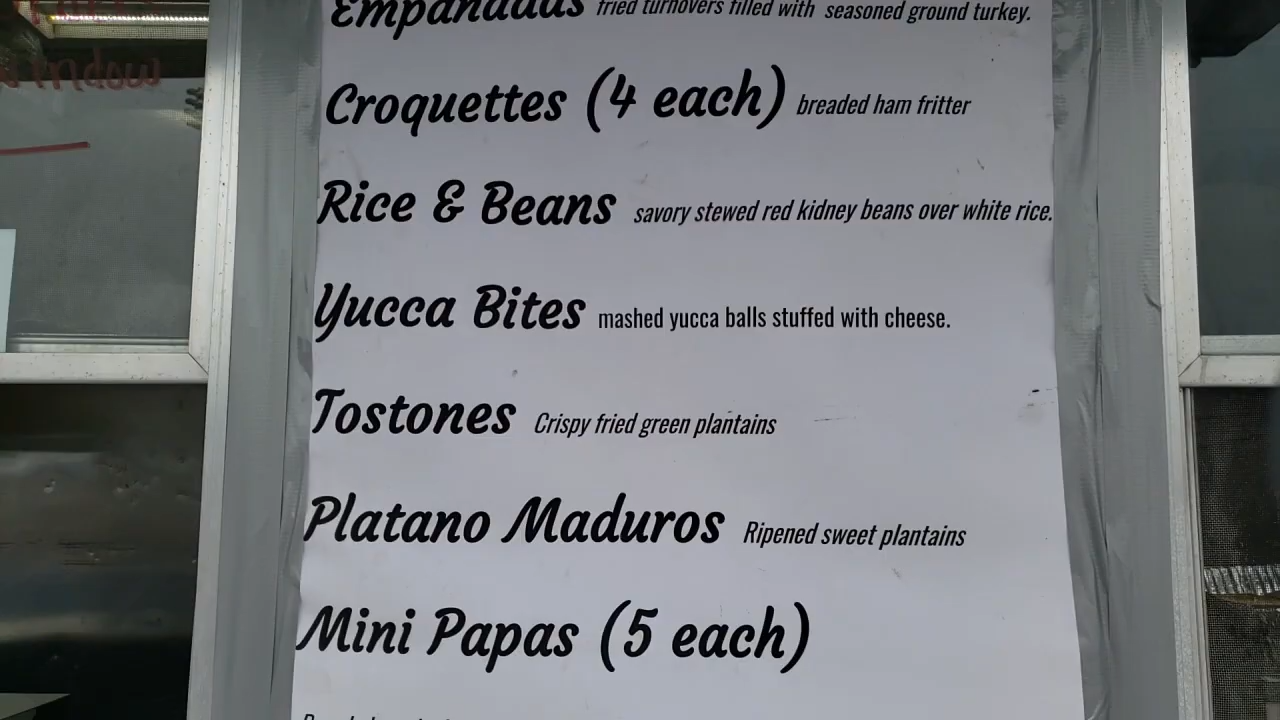 Empanadas fried turnovers filled with seasoned ground turkey.
Croquettes (4 each) breaded ham fritter
Rice & Beans savory stewed red kidney beans over white rice.
Yucca Bites mashed yucca balls stuffed with cheese.
Tostones Crispy fried green plantains
Platano Maduros Ripened sweet plantains
Mini Papas (5 each)